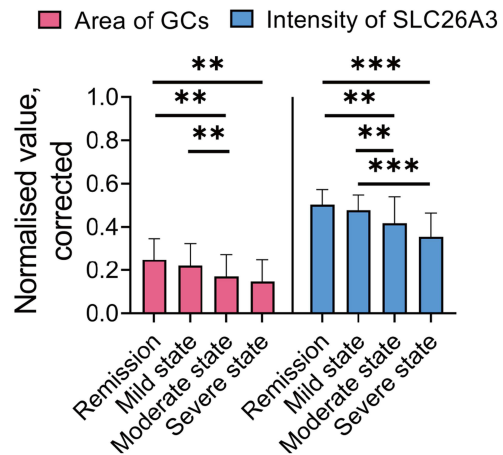 Area of GCs Intensity of SLC26A3
** ***
** **
** **
***
Normalised value,
corrected
1.0
0.8
0.6
0.4
0.2
0.0
Remission
Mild state
Moderate state
Severe state
Remission
Mild state
Moderate state
Severe state